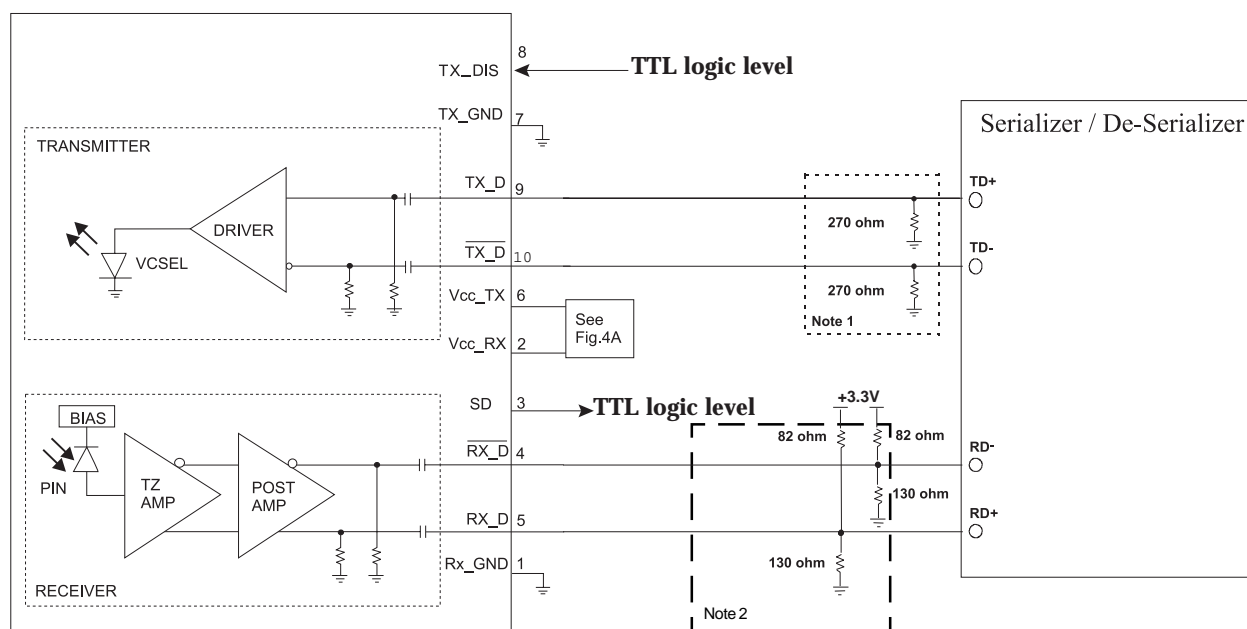 8
TX_DIS
TTL logic level
TX_GND
7
Serializer / De-Serializer
TRANSMITTER
TX_D
9
TD+
DRIVER
270 ohm
TX_D
10
TD-
VCSEL
270 ohm
Vcc_TX
6
See
Fig.4A
Note 1
Vcc_RX
2
SD
3
TTL logic level
+3.3V
BIAS
82 ohm
82 ohm
RX_D
4
RD-
PIN
TZ
AMP
POST
AMP
130 ohm
RX_D
5
RD+
130 ohm
Rx_GND
1
RECEIVER
Note 2